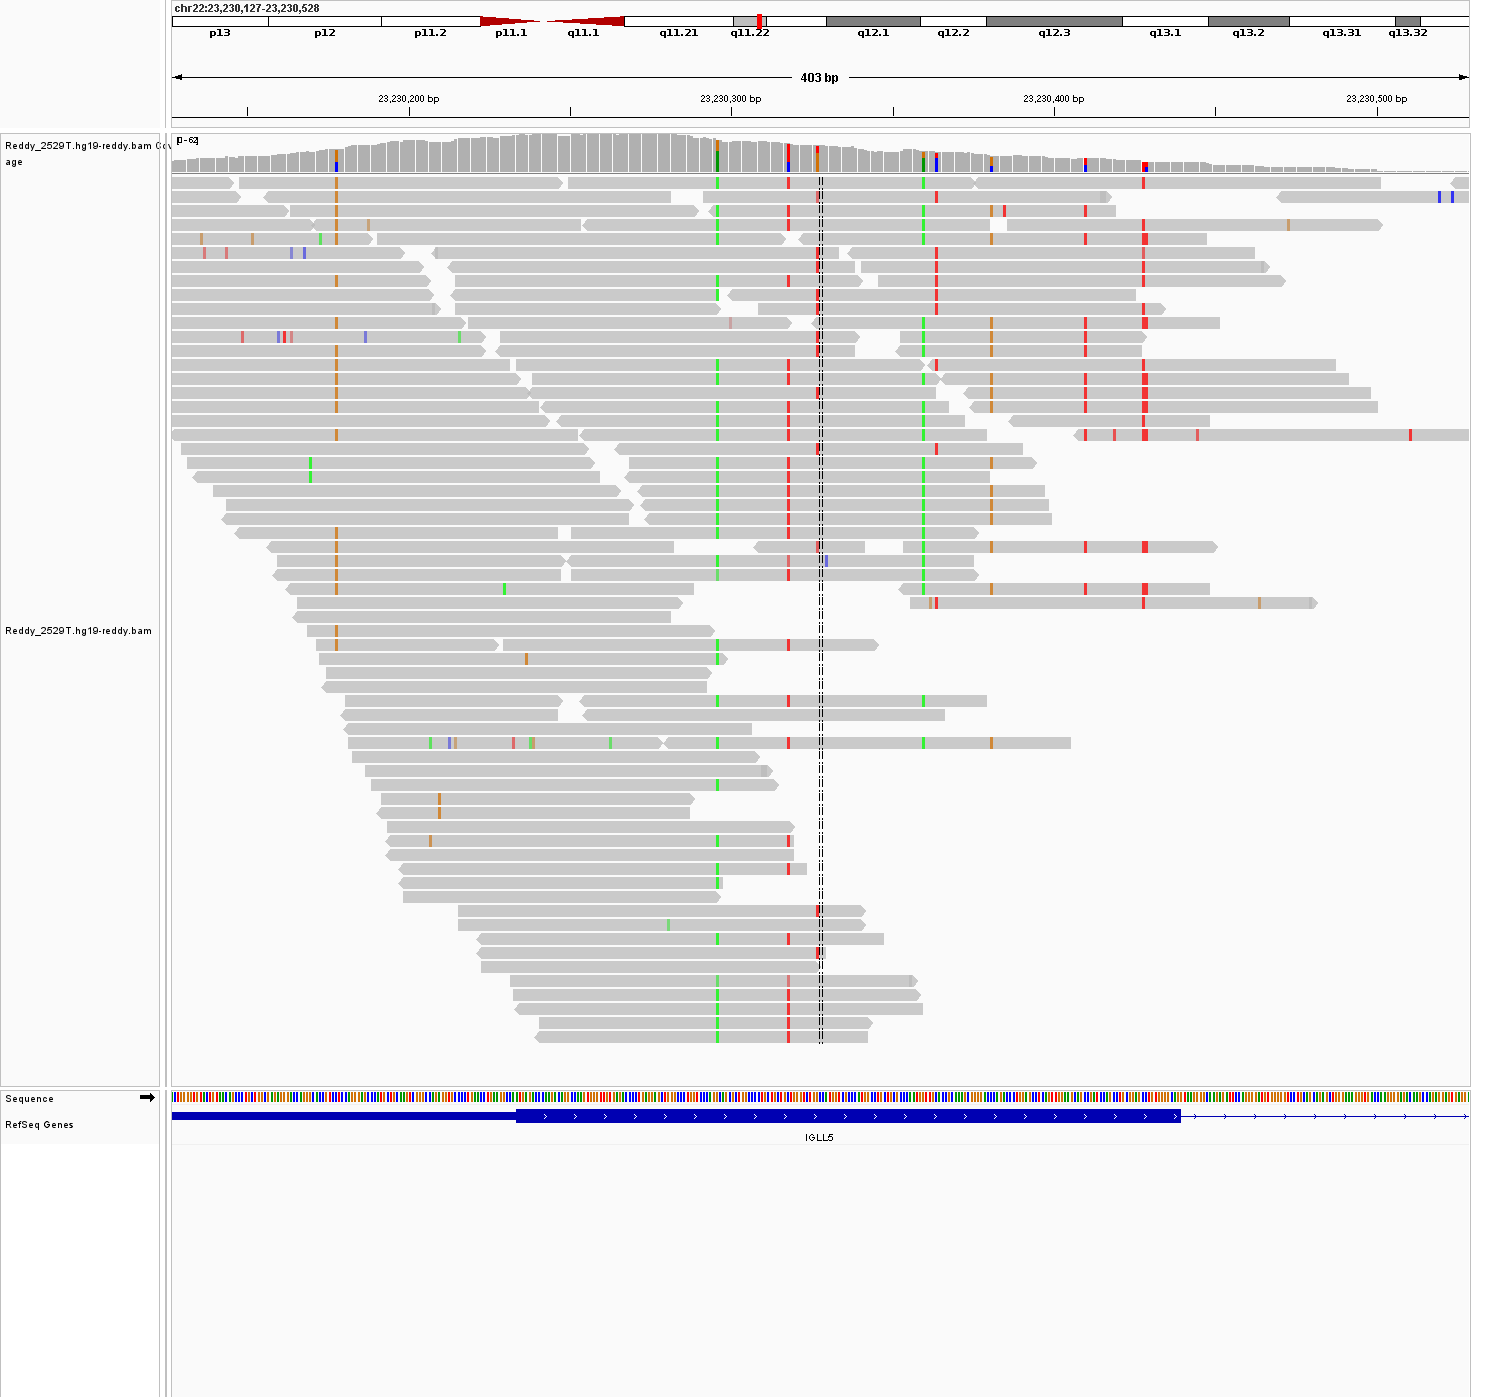 chr22:23,230,127-23,230,528
p13 p12 p11.2 p11.1 q11.1 q11.21 q11.22 q12.1 q12.2 q12.3 q13.1 q13.2 q13.31 q13.32
403 bp
23,230,200 bp 23,230,300 bp 23,230,400 bp 23,230,500 bp
[0-62]
Reddy_2529T.hg19-reddy.bam Cov
age
Reddy_2529T.hg19-reddy.bam
Sequence
RefSeq Genes
IGLL5